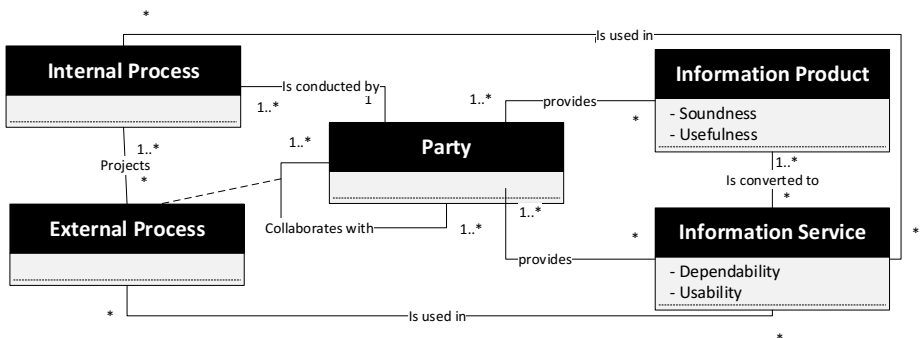 *
Is used in
Internal Process
Information Product
- Soundness
- Usefulness
Is conducted by
1..*
1
1..*
provides
*
1..*
Party
1..*
Projects
*
1..*
Is converted to
*
External Process
Collaborates with
1..*
1..*
*
Information Service
*
- Dependability
- Usability
provides
*
Is used in
*